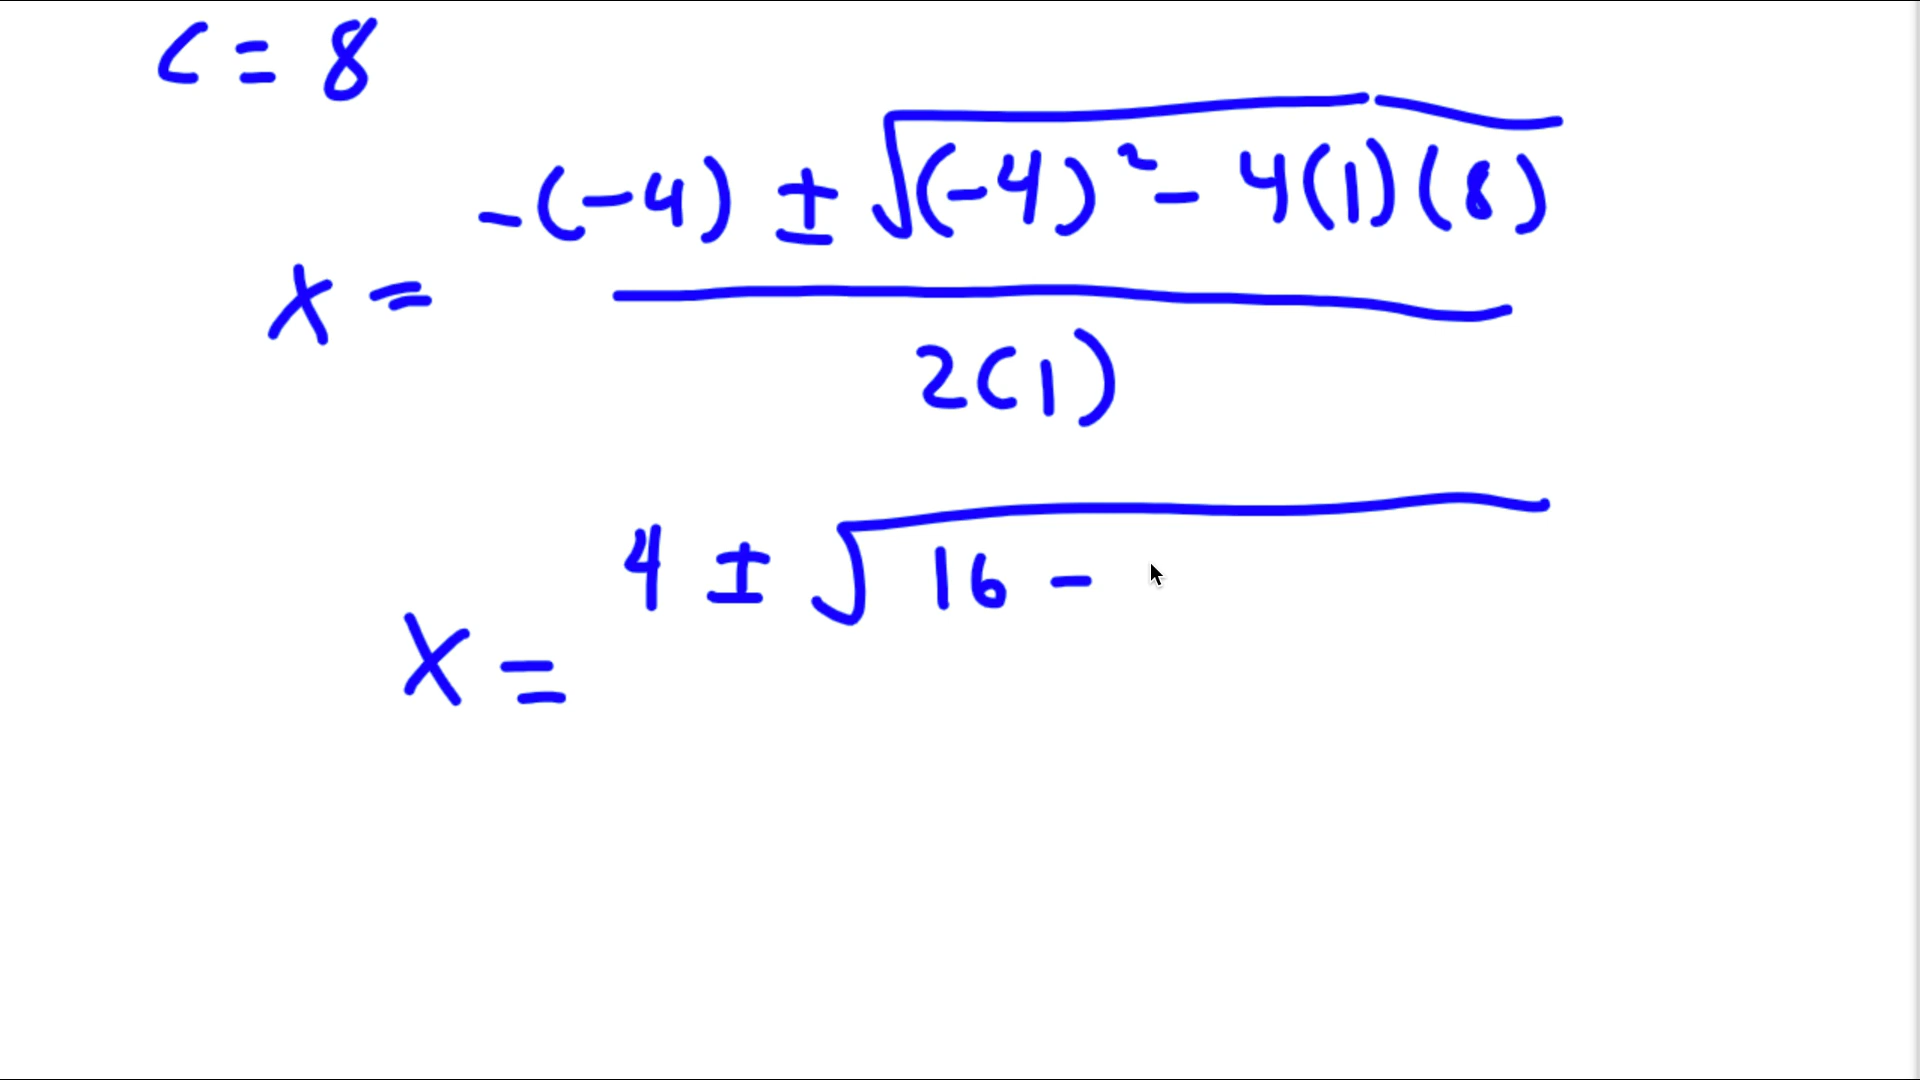 c = 8
x = -(-4) ± √(-4)² - 4(1)(8) / 2(1)
x = 4 ± √16 -